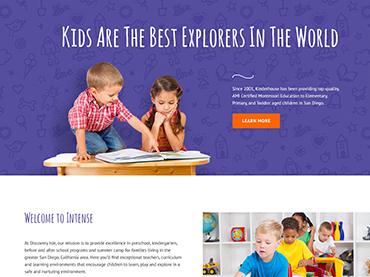 Kids Are The Best Explorers In The World
Since 2001, Kinderhouse has been providing top-quality,
AMI Certified Montessori Education to Elementary,
Primary, and Toddler aged children in San Diego.
LEARN MORE
Welcome to Intense
At Discovery Isle, our mission is to provide excellence in preschool, kindergarten,
before and after school programs and summer camp for families living in the
greater San Diego, California area. Here you'll find exceptional teachers, curriculum
and learning environments that encourage children to learn, play and explore in a
safe and nurturing environment.